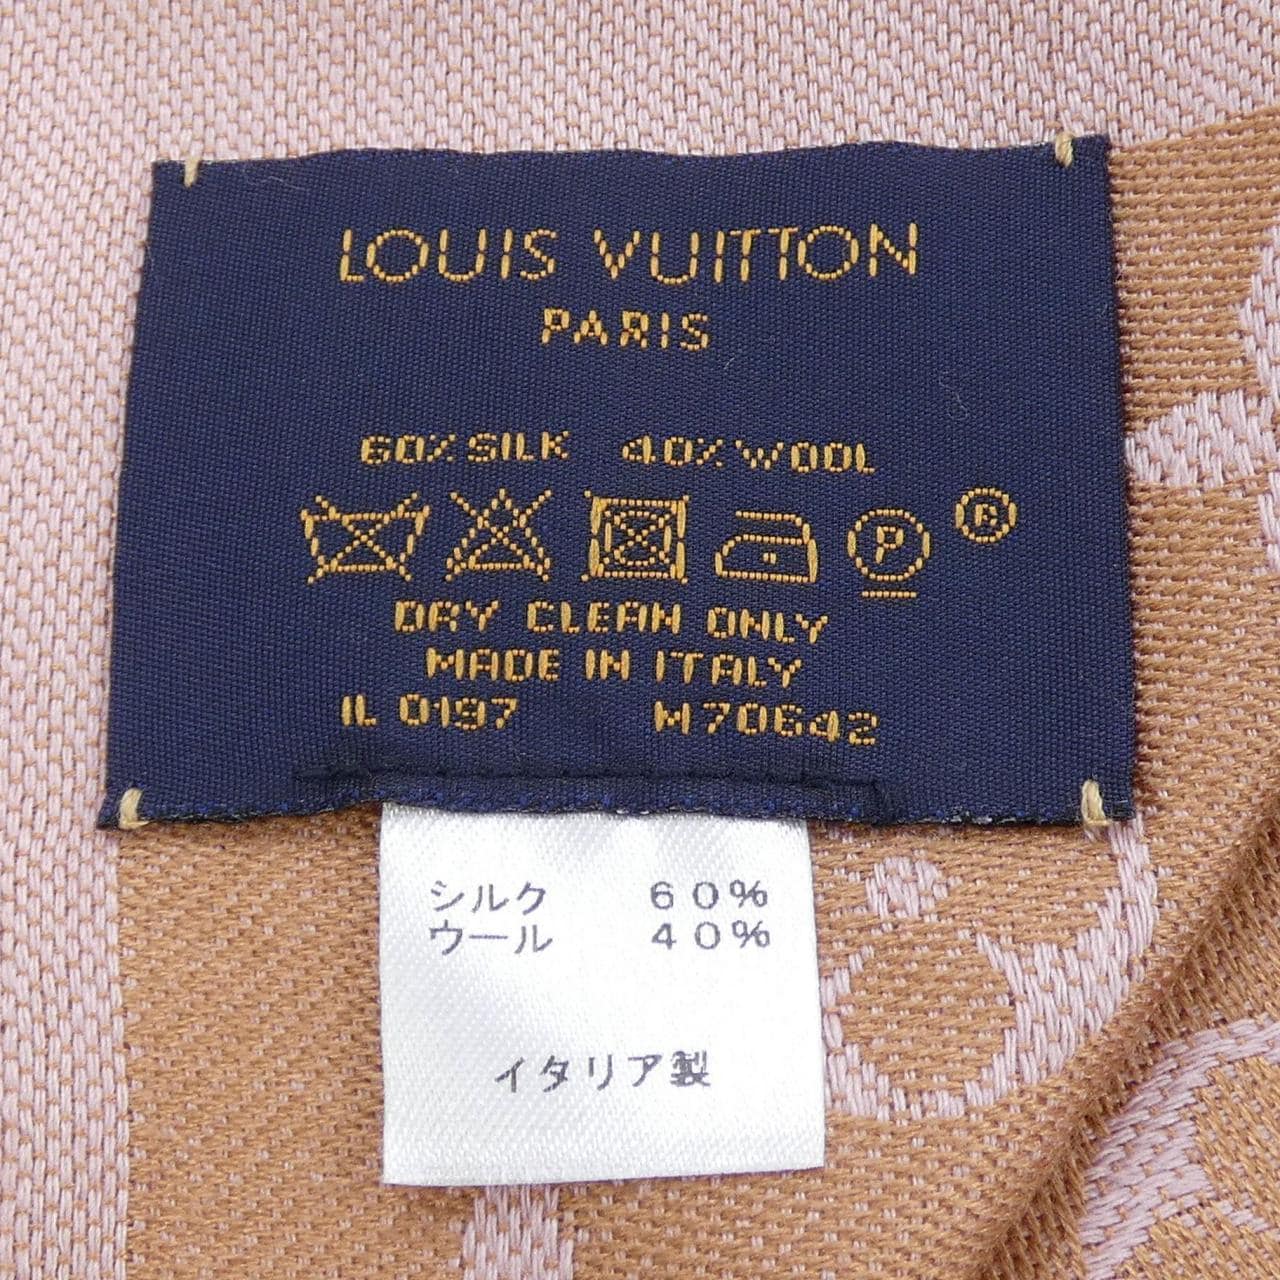 LOUIS VUITTON
PARIS
60% SILK 40% WOOL
®
P
DRY CLEAN ONLY
MADE IN ITALY
IL 0197 M70642
シルク 60%
ウール 40%
イタリア製